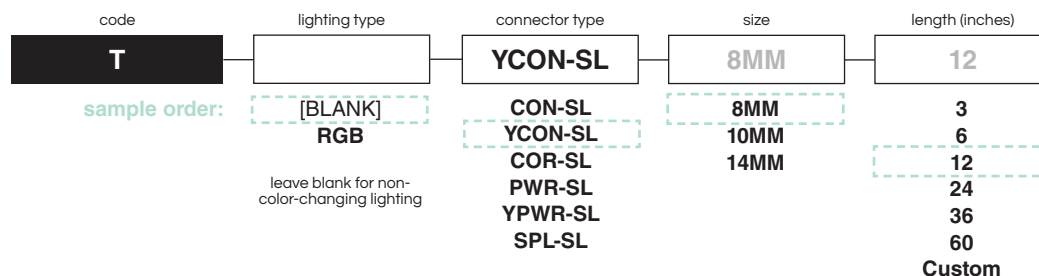 code lighting type connector type size length (inches)
T YCON-SL 8MM 12
sample order: [BLANK] CON-SL 8MM 3
RGB YCON-SL 10MM 6
COR-SL 14MM 12
leave blank for non-
color-changing lighting
PWR-SL 24
YPWR-SL 36
SPL-SL 60
Custom